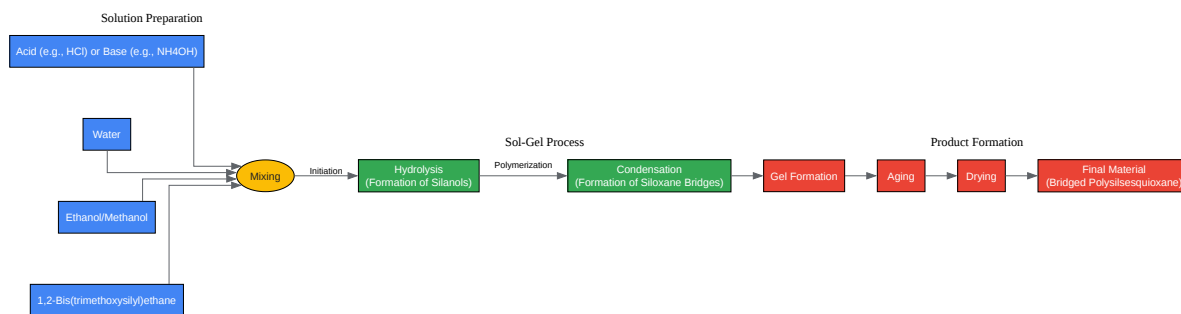 Solution Preparation
Acid (e.g., HCl) or Base (e.g., NH4OH)
Water
Ethanol/Methanol
1,2-Bis(trimethoxysilyl)ethane
Mixing
Initiation
Sol-Gel Process
Hydrolysis
(Formation of Silanols)
Polymerization
Condensation
(Formation of Siloxane Bridges)
Product Formation
Gel Formation
Aging
Drying
Final Material
(Bridged Polysilsesquioxane)